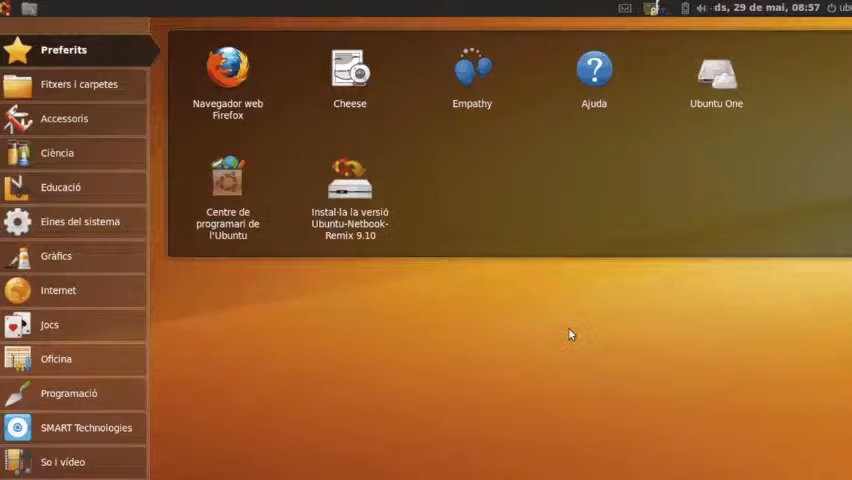 ds, 29 de mai, 08:57
ub
Preferits
Fitxers i carpetes
Accessoris
Ciència
Educació
Eines del sistema
Gràfics
Internet
Jocs
Oficina
Programació
SMART Technologies
So i vídeo
Navegador web
Firefox
Cheese
Empathy
Ajuda
Ubuntu One
Centre de
programari de
l'Ubuntu
Instal·la la versió
Ubuntu-Netbook-
Remix 9.10